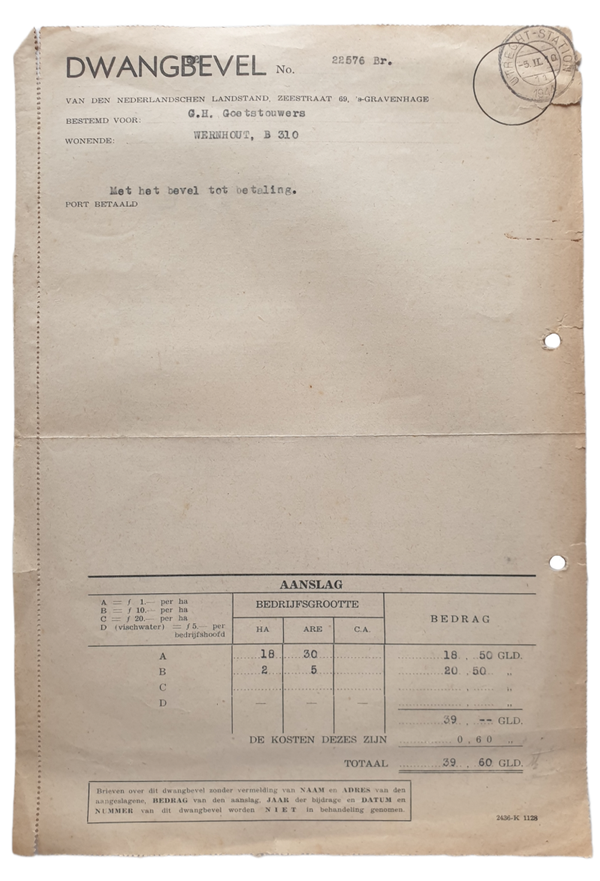 DWANGBEVEL No. 22576 Br.
UTRECHT-STATION
VAN DEN NEDERLANDSCHEN LANDSTAND, ZEESTRAAT 69, 's-GRAVENHAGE
BESTEMD VOOR: G.H. Goetstouwers
WONENDE: WERNHOUT, B 310
Met het bevel tot betaling.
PORT BETAALD
AANSLAG
A = ƒ 1.— per ha
B = ƒ 10.— per ha
C = ƒ 20.— per ha
D (vischwater) = ƒ 5.— per
bedrijfshoofd
BEDRIJFSGROOTTE
BEDRAG
HA ARE C.A.
A 18 30 18 , 50 GLD.
B 2 5 20 , 50 „
C , „
D — — — , „
39 , -- GLD.
DE KOSTEN DEZES ZIJN 0,60 „
TOTAAL 39 , 60 GLD.
Brieven over dit dwangbevel zonder vermelding van NAAM en ADRES van den
aangeslagene, BEDRAG van den aanslag, JAAR der bijdrage en DATUM en
NUMMER van dit dwangbevel worden NIET in behandeling genomen.
2436-K 1128